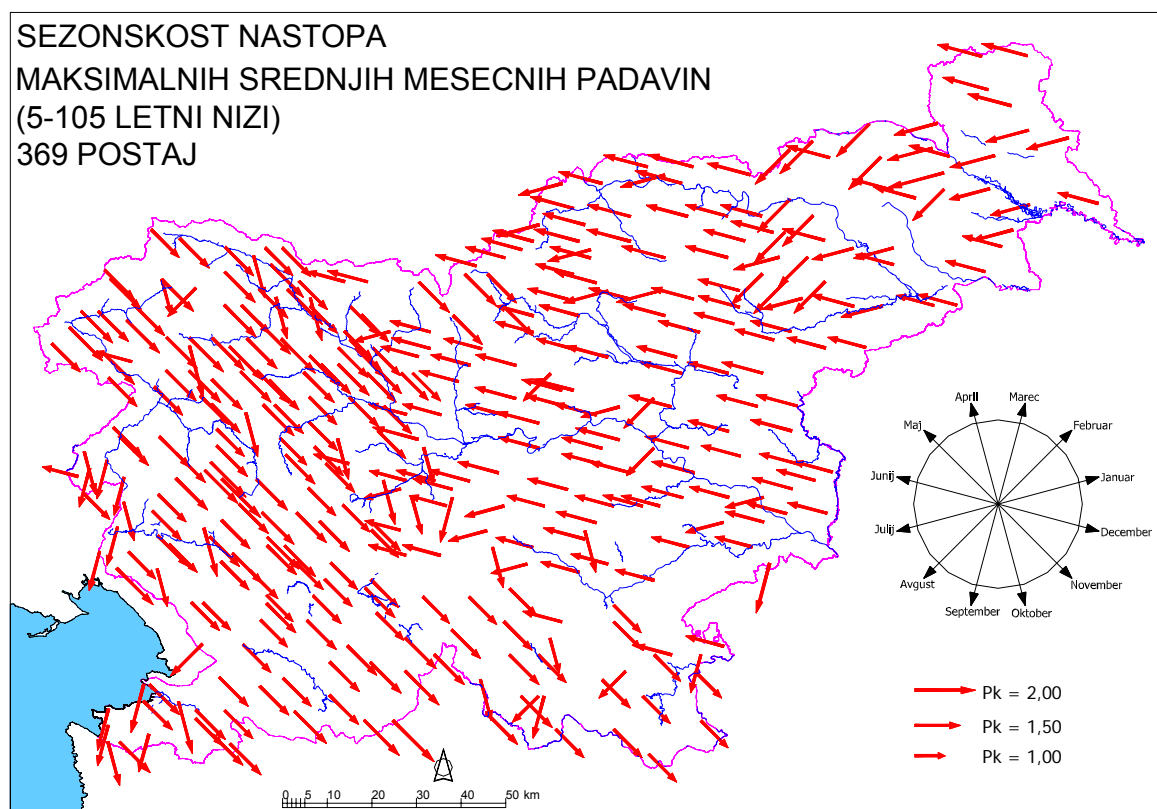 SEZONSKOST NASTOPA
MAKSIMALNIH SREDNJIH MESECNIH PADAVIN
(5-105 LETNI NIZI)
369 POSTAJ
April Marec
Maj Februar
Junij Januar
Julij December
Avgust November
September Oktober
Pk = 2,00
Pk = 1,50
Pk = 1,00
0 5 10 20 30 40 50 km